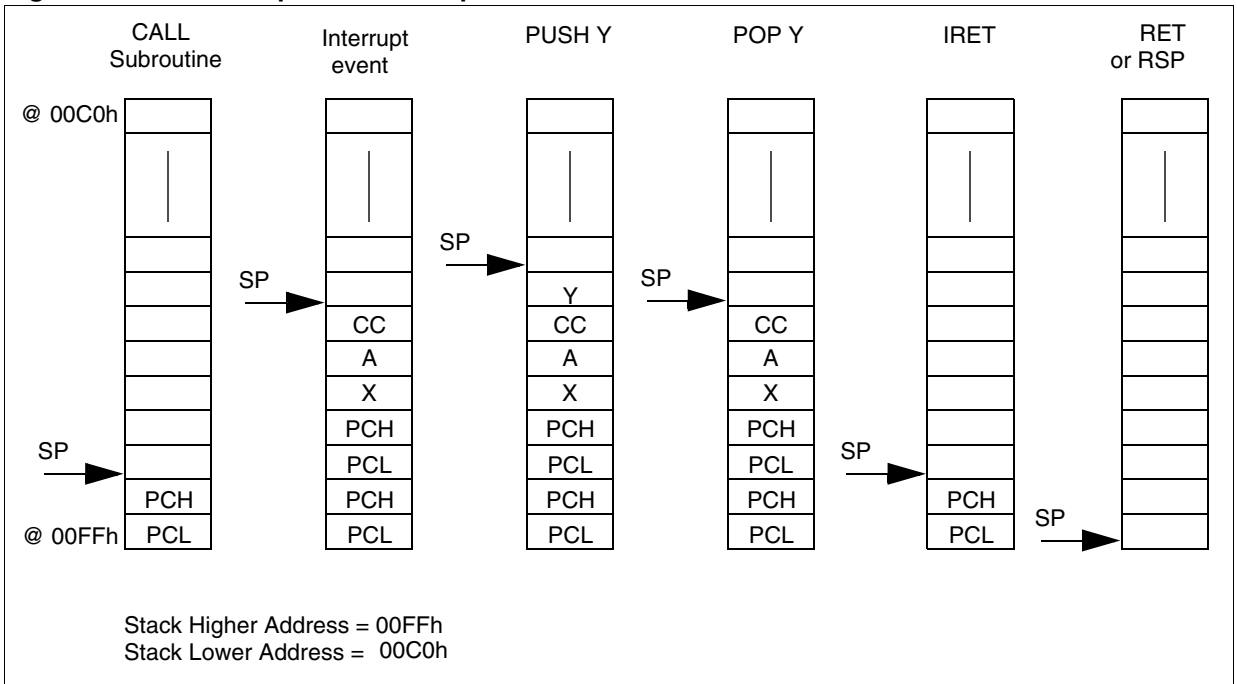 CALL
Subroutine
Interrupt
event
PUSH Y
POP Y
IRET
RET
or RSP
@ 00C0h
SP
SP
SP
Y
CC
CC
CC
A
A
A
X
X
X
PCH
PCH
PCH
SP
SP
PCL
PCL
PCL
PCH
PCH
PCH
PCH
PCH
SP
@ 00FFh
PCL
PCL
PCL
PCL
PCL
Stack Higher Address = 00FFh
Stack Lower Address = 00C0h